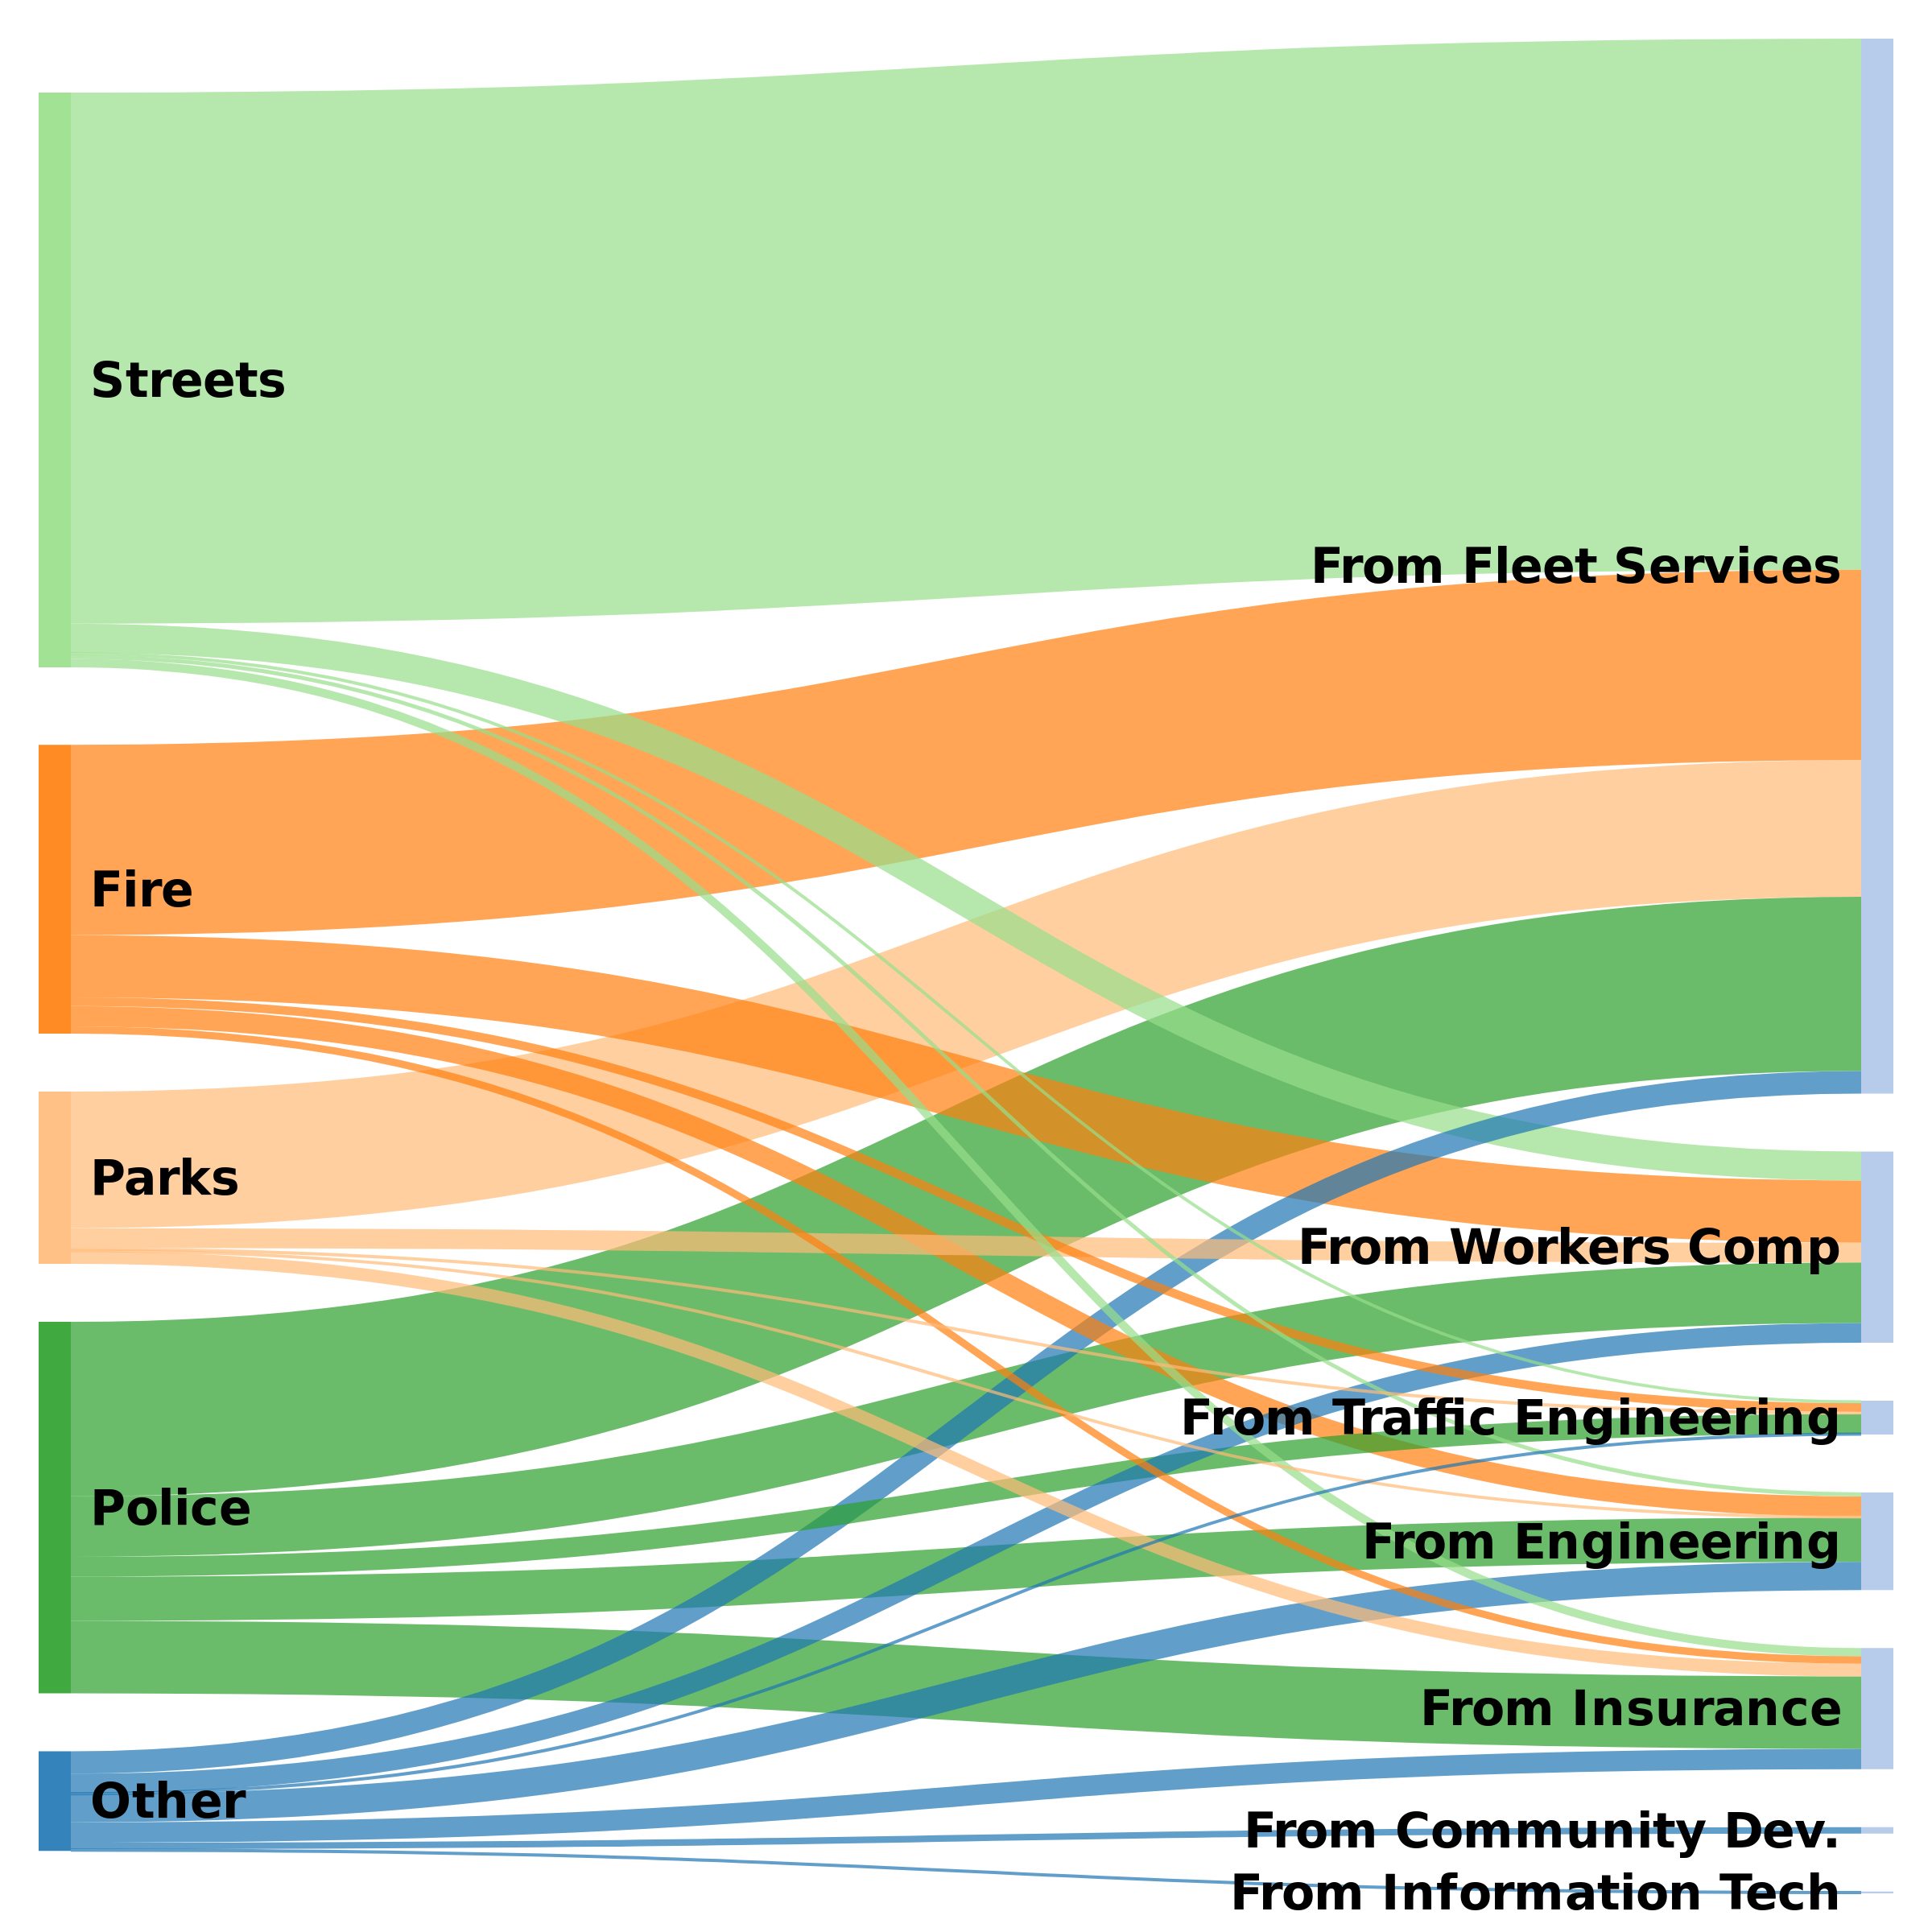 Streets
Fire
Parks
Police
Other
From Fleet Services
From Workers Comp
From Traffic Engineering
From Engineering
From Insurance
From Community Dev.
From Information Tech